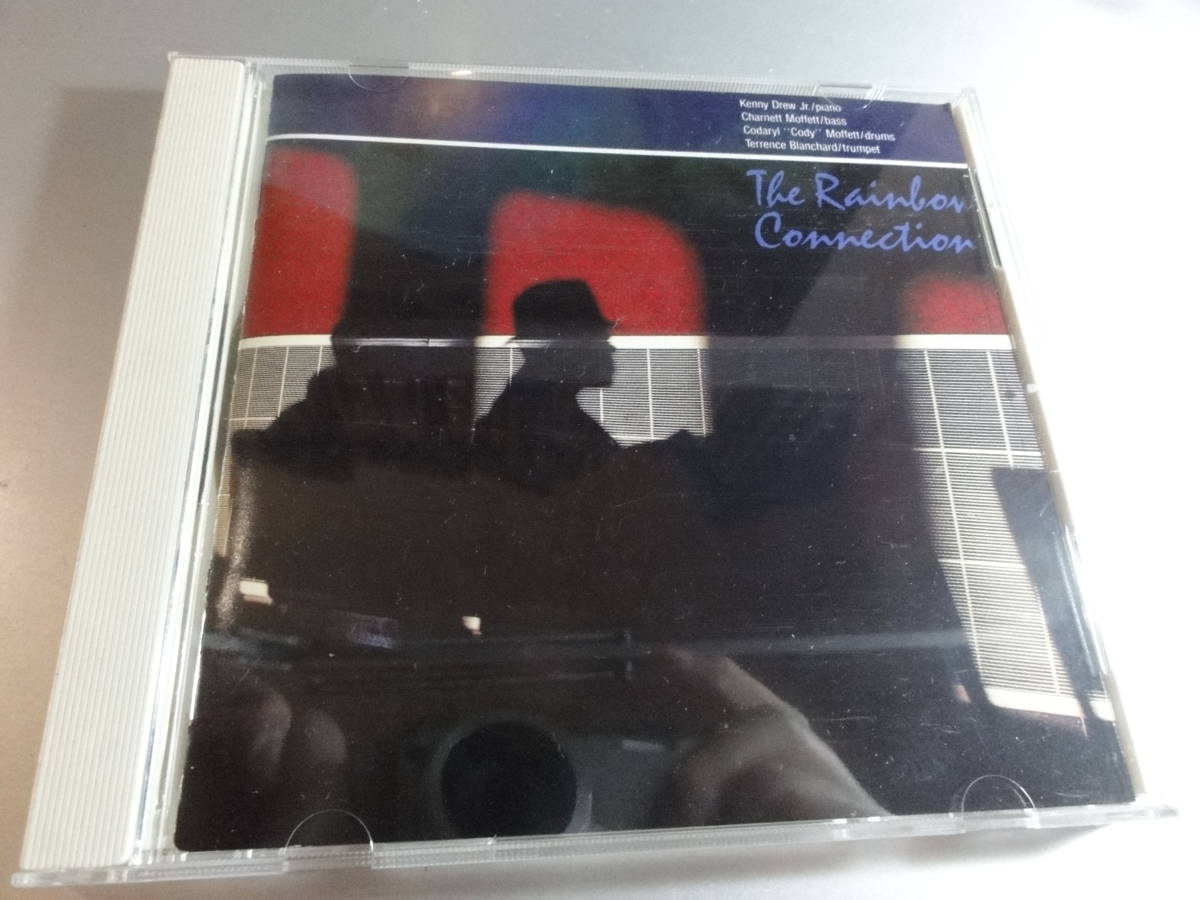 Kenny Drew Jr./piano
Charnett Moffett/bass
Codaryl "Cody" Moffett/drums
Terrence Blanchard/trumpet
The Rainbow
Connection